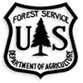 FOREST SERVICE
U S
DEPARTMENT OF AGRICULTURE